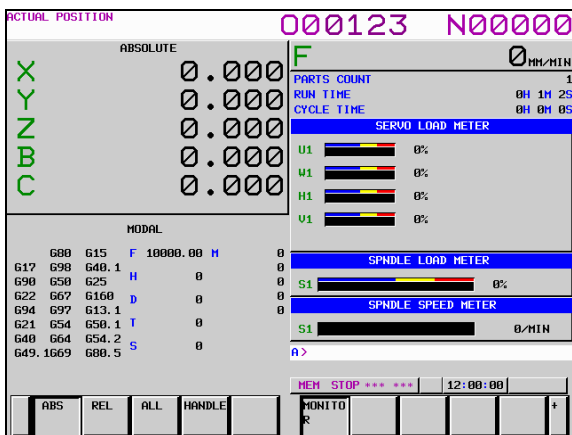 ACTUAL POSITION
O00123 N00000
ABSOLUTE
X 0.000
Y 0.000
Z 0.000
B 0.000
C 0.000
F 0MM/MIN
PARTS COUNT 1
RUN TIME 0H 1M 2S
CYCLE TIME 0H 0M 0S
SERVO LOAD METER
U1 0%
W1 0%
H1 0%
V1 0%
MODAL
G80 G15 F 10000.00 M 0
G17 G98 G40.1 0
G90 G50 G25 H 0 0
G22 G67 G160 D 0 0
G94 G97 G13.1 0
G21 G54 G50.1 T 0
G40 G64 G54.2
G49.1G69 G80.5 S 0
SPNDLE LOAD METER
S1 0%
SPNDLE SPEED METER
S1 0/MIN
A>
MEM STOP *** *** 12:00:00
ABS REL ALL HANDLE MONITO
R
+